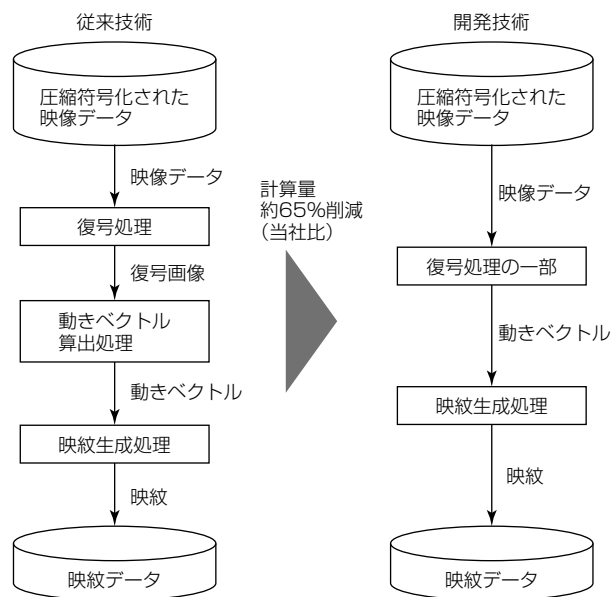 従来技術
圧縮符号化された
映像データ
映像データ
復号処理
復号画像
動きベクトル
算出処理
動きベクトル
映紋生成処理
映紋
映紋データ
計算量
約65%削減
(当社比)
開発技術
圧縮符号化された
映像データ
映像データ
復号処理の一部
動きベクトル
映紋生成処理
映紋
映紋データ